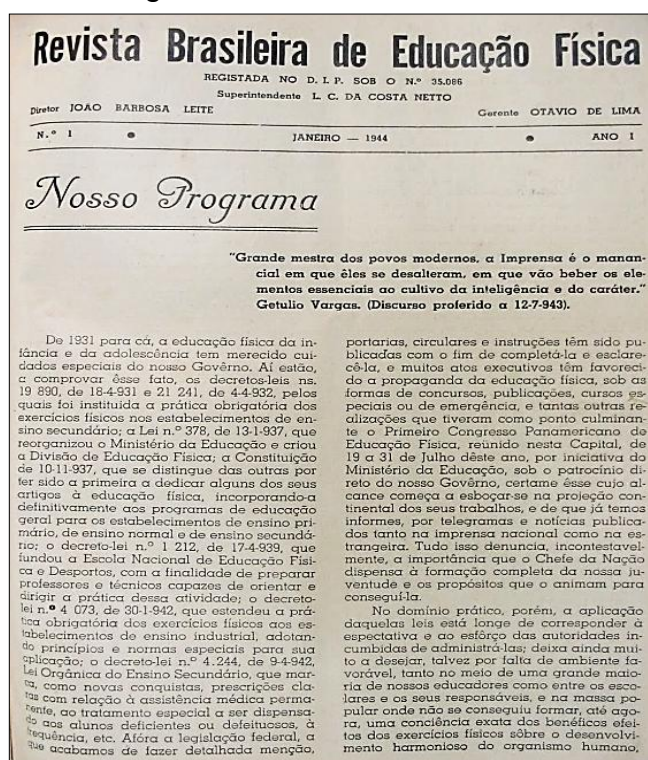 Revista Brasileira de Educação Física
REGISTADA NO D. I. P. SOB O N.º 35.086
Superintendente L. C. DA COSTA NETTO
Diretor JOAO BARBOSA LEITE
Gerente OTAVIO DE LIMA
N.º 1 • JANEIRO — 1944 • ANO 1
Nosso Programa
"Grande mestra dos povos modernos, a Imprensa é o manan-
cial em que êles se desalteram, em que vão beber os ele-
mentos essenciais ao cultivo da inteligência e do caráter."
Getulio Vargas. (Discurso proferido a 12-7-943).
De 1931 para cá, a educação física da in-
fância e da adolescência tem merecido cui-
dados especiais do nosso Govêrno. Aí estão,
a comprovar êsse fato, os decretos-leis ns.
19 890, de 18-4-931 e 21 241, de 4-4-932, pelos
quais foi instituida a prática obrigatória dos
exercícios físicos nos estabelecimentos de en-
sino secundário; a Lei n.º 378, de 13-1-937, que
reorganizou o Ministério da Educação e criou
a Divisão de Educação Física; a Constituição
de 10-11-937, que se distingue das outras por
ter sido a primeira a dedicar alguns dos seus
artigos à educação física, incorporando-a
definitivamente aos programas de educação
geral para os estabelecimentos de ensino pri-
mário, de ensino normal e de ensino secundá-
rio; o decreto-lei n.º 1 212, de 17-4-939, que
fundou a Escola Nacional de Educação Físi-
ca e Desportos, com a finalidade de preparar
professores e técnicos capazes de orientar e
dirigir a prática dessa atividade; o decreto-
lei n.º 4 073, de 30-1-942, que estendeu a prá-
tica obrigatória dos exercícios físicos aos es-
tabelecimentos de ensino industrial, adotan-
do princípios e normas especiais para sua
aplicação; o decreto-lei n.º 4.244, de 9-4-942,
Lei Orgânica do Ensino Secundário, que mar-
ca, como novas conquistas, prescrições cla-
ras com relação à assistência médica perma-
nente, ao tratamento especial a ser dispensa-
do aos alunos deficientes ou defeituosos, à
frequência, etc. Afóra a legislação federal, a
que acabamos de fazer detalhada menção,
portarias, circulares e instruções têm sido pu-
blicadas com o fim de completá-la e esclare-
cê-la, e muitos atos executivos têm favoreci-
do a propaganda da educação física, sob as
formas de concursos, publicações, cursos es-
peciais ou de emergência, e tantas outras re-
alizações que tiveram como ponto culminan-
te o Primeiro Congresso Panamericano de
Educação Física, reùnido nesta Capital, de
19 a 31 de Julho dêste ano, por iniciativa do
Ministério da Educação, sob o patrocínio di-
reto do nosso Govêrno, certame êsse cujo al-
cance começa a esboçar-se na projeção con-
tinental dos seus trabalhos, e de que já temos
informes, por telegramas e notícias publica-
dos tanto na imprensa nacional como na es-
trangeira. Tudo isso denuncia, incontestavel-
mente, a importância que o Chefe da Nação
dispensa à formação completa da nossa ju-
ventude e os propósitos que o animam para
consegui-la.
No domínio prático, porém, a aplicação
daquelas leis está longe de corresponder à
espectativa e ao esfôrço das autoridades in-
cumbidas de administrá-las; deixa ainda mui-
to a desejar, talvez por falta de ambiente fa-
vorável, tanto no meio de uma grande maio-
ria de nossos educadores como entre os esco-
lares e os seus responsáveis, e na massa po-
pular onde não se conseguiu formar, até ago-
ra, uma conciência exata dos benéficos efei-
tos dos exercícios físicos sôbre o desenvolvi-
mento harmonioso do organismo humano,